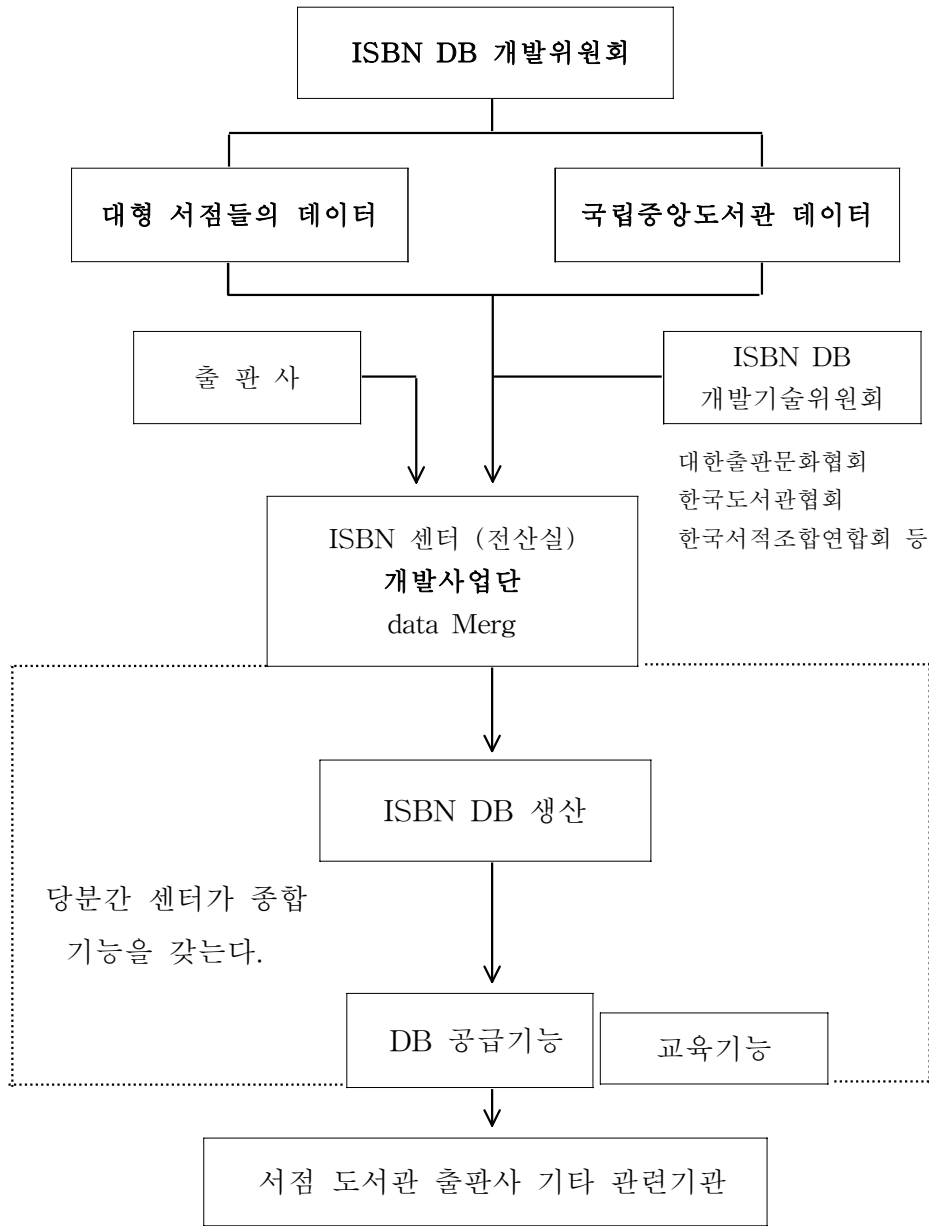 ISBN DB 개발위원회
대형 서점들의 데이터
국립중앙도서관 데이터
출 판 사
ISBN DB
개발기술위원회
대한출판문화협회
한국도서관협회
한국서적조합연합회 등
ISBN 센터 (전산실)
개발사업단
data Merg
ISBN DB 생산
당분간 센터가 종합
기능을 갖는다.
DB 공급기능
교육기능
서점 도서관 출판사 기타 관련기관